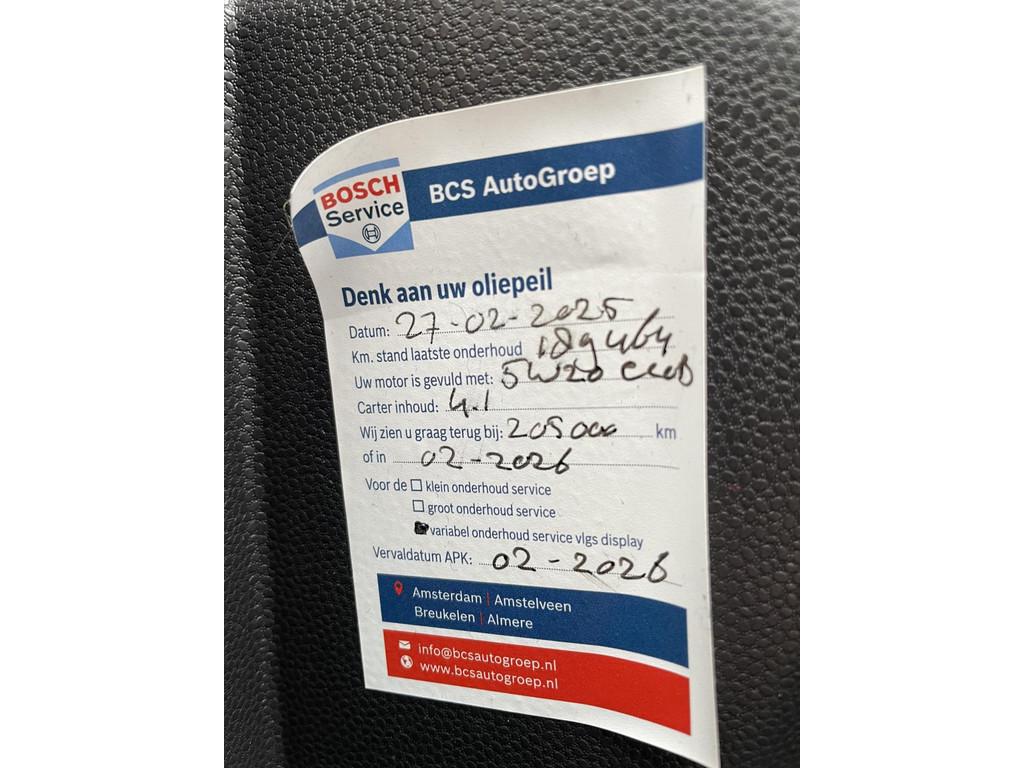 BOSCH
Service
BCS AutoGroep
Denk aan uw oliepeil
Datum: 27-02-2025
Km. stand laatste onderhoud 189464
Uw motor is gevuld met: 5W20
Carter inhoud: 4.1
Wij zien u graag terug bij: 205000 km
of in 02-2026
Voor de ☐ klein onderhoud service
☐ groot onderhoud service
■ variabel onderhoud service vlgs display
Vervaldatum APK: 02-2026
Amsterdam | Amstelveen
Breukelen | Almere
info@bcsautogroep.nl
www.bcsautogroep.nl